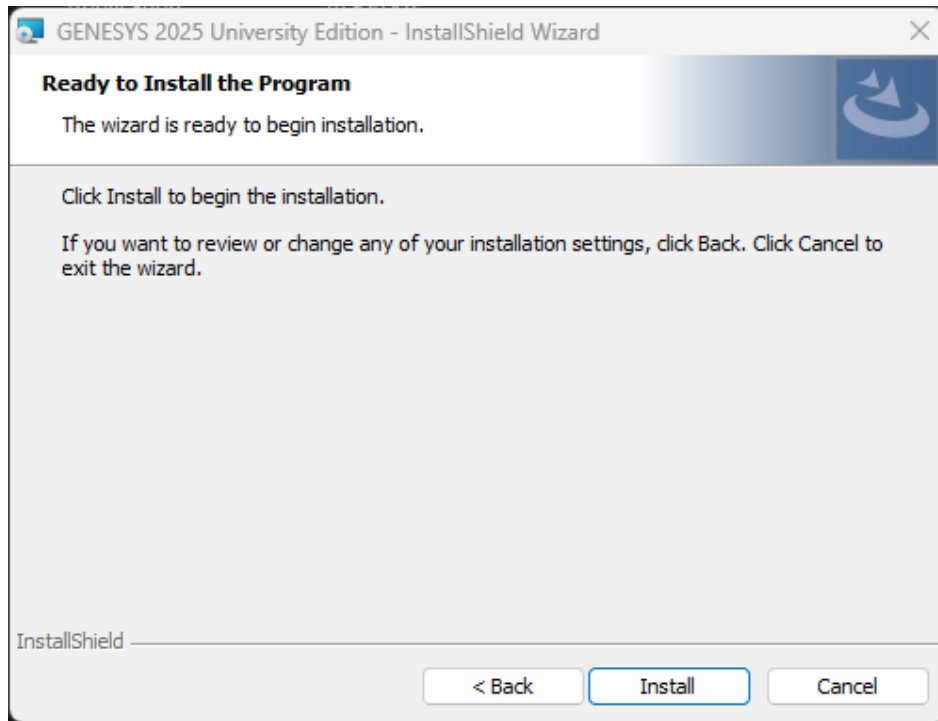 GENESYS 2025 University Edition - InstallShield Wizard
Ready to Install the Program
The wizard is ready to begin installation.
Click Install to begin the installation.
If you want to review or change any of your installation settings, click Back. Click Cancel to
exit the wizard.
InstallShield
< Back
Install
Cancel